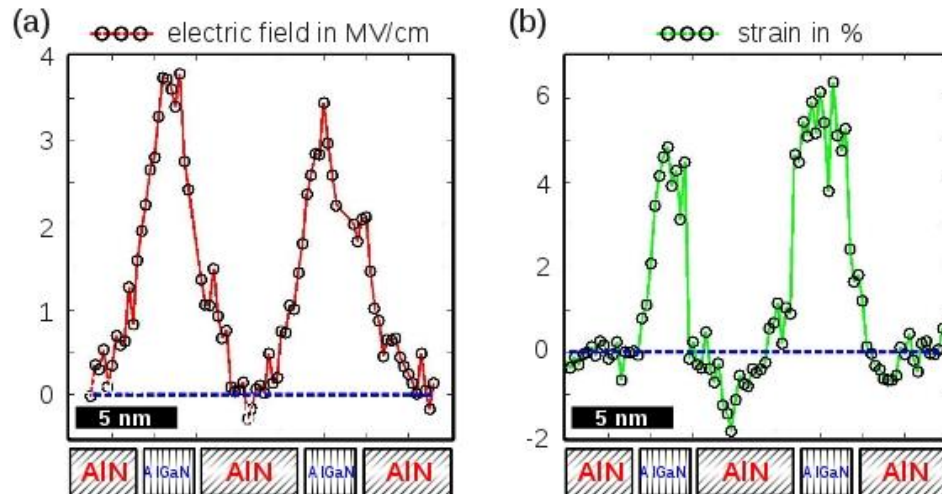 (a) electric field in MV/cm
4
3
2
1
0
5 nm
AlN AlGaN AlN AlGaN AlN
(b) strain in %
6
4
2
0
-2
5 nm
AlN AlGaN AlN AlGaN AlN